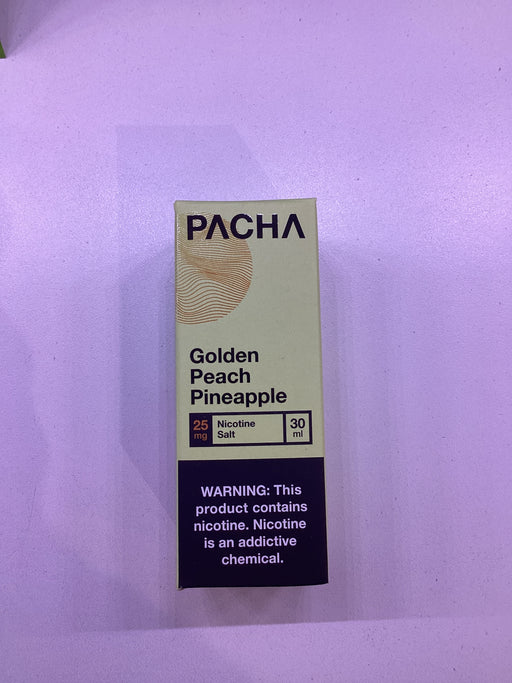 PACHA
Golden
Peach
Pineapple
25 mg
Nicotine Salt
30 ml
WARNING: This
product contains
nicotine. Nicotine
is an addictive
chemical.